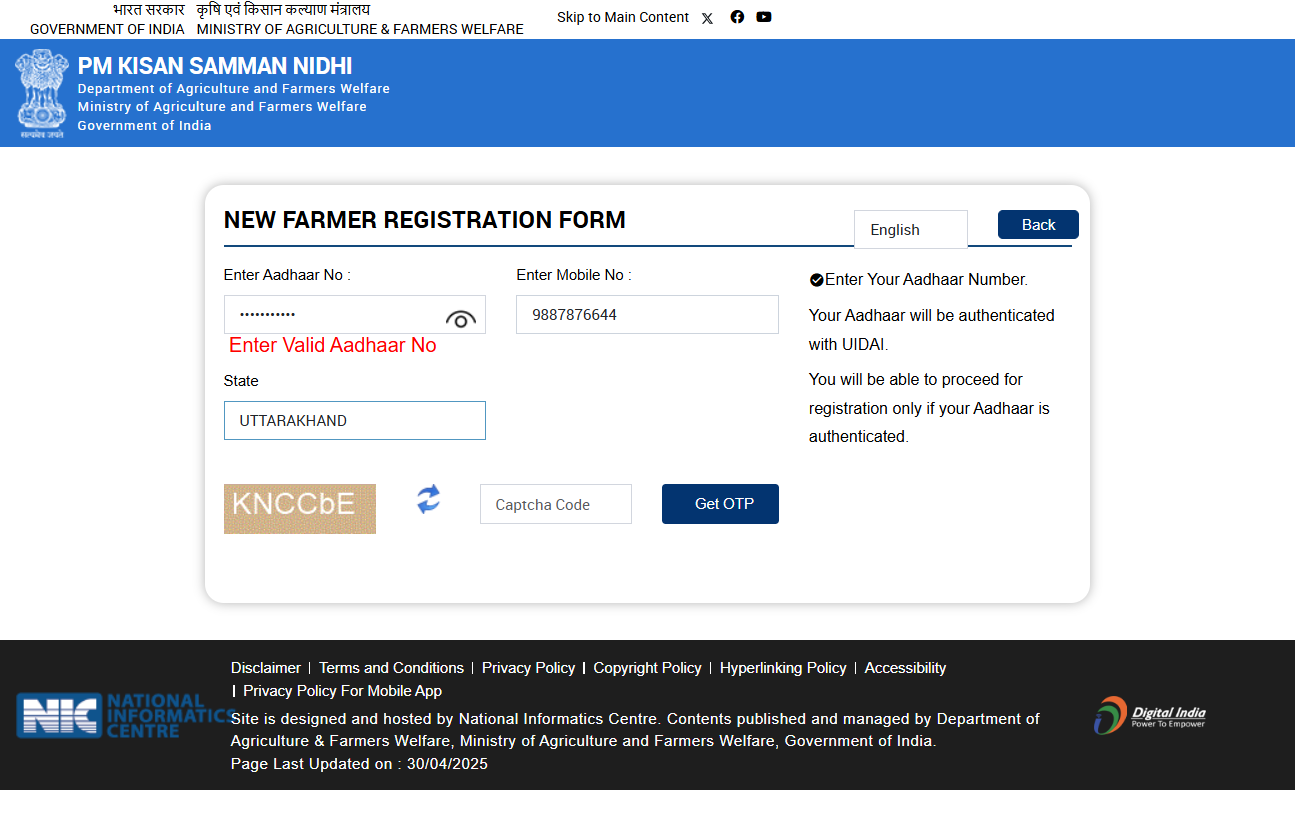 भारत सरकार
GOVERNMENT OF INDIA
कृषि एवं किसान कल्याण मंत्रालय
MINISTRY OF AGRICULTURE & FARMERS WELFARE
Skip to Main Content
सत्यमेव जयते
PM KISAN SAMMAN NIDHI
Department of Agriculture and Farmers Welfare
Ministry of Agriculture and Farmers Welfare
Government of India
NEW FARMER REGISTRATION FORM
English
Back
Enter Aadhaar No :
•••••••••••
Enter Valid Aadhaar No
Enter Mobile No :
9887876644
State
UTTARAKHAND
KNCCbE
Captcha Code
Get OTP
Enter Your Aadhaar Number.
Your Aadhaar will be authenticated
with UIDAI.
You will be able to proceed for
registration only if your Aadhaar is
authenticated.
Disclaimer | Terms and Conditions | Privacy Policy | Copyright Policy | Hyperlinking Policy | Accessibility
| Privacy Policy For Mobile App
NIC
NATIONAL
INFORMATICS
CENTRE
Site is designed and hosted by National Informatics Centre. Contents published and managed by Department of
Agriculture & Farmers Welfare, Ministry of Agriculture and Farmers Welfare, Government of India.
Page Last Updated on : 30/04/2025
Digital India
Power To Empower